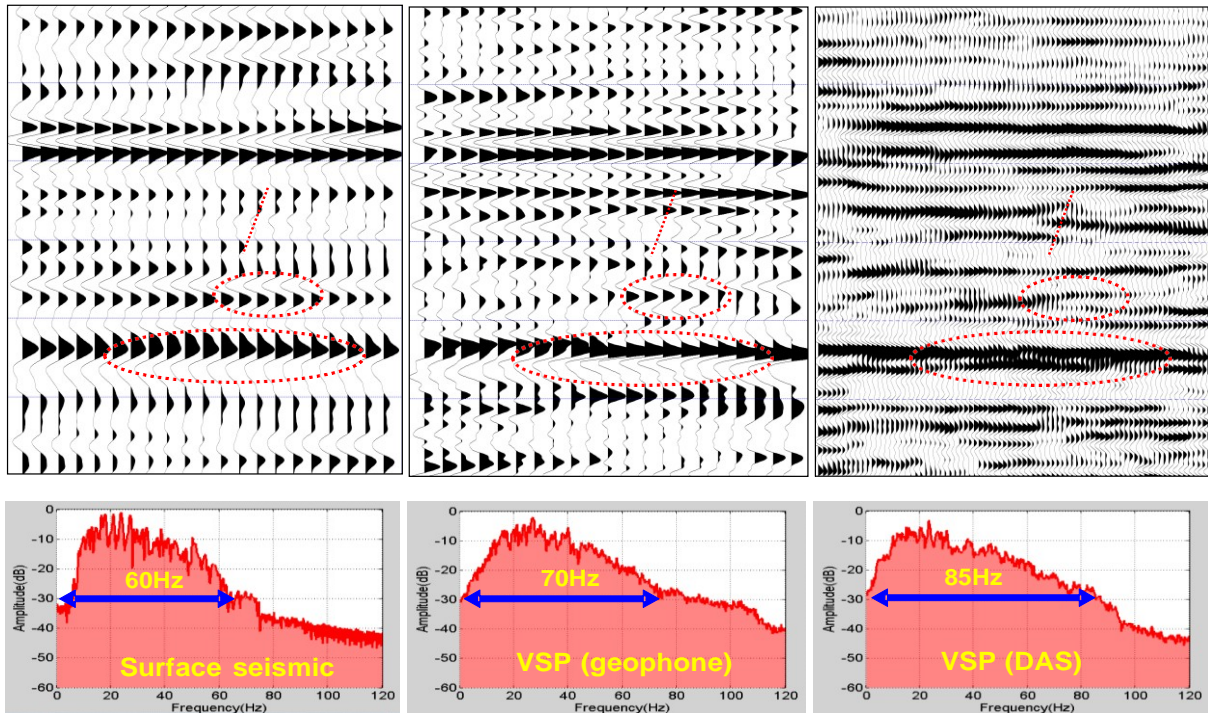 0
-10
-20
-30
-40
-50
-60
Amplitude(dB)
60Hz
Surface seismic
0 20 40 60 80 100 120
Frequency(Hz)
0
-10
-20
-30
-40
-50
-60
Amplitude(dB)
70Hz
VSP (geophone)
0 20 40 60 80 100 120
Frequency(Hz)
0
-10
-20
-30
-40
-50
-60
Amplitude(dB)
85Hz
VSP (DAS)
0 20 40 60 80 100 120
Frequency(Hz)